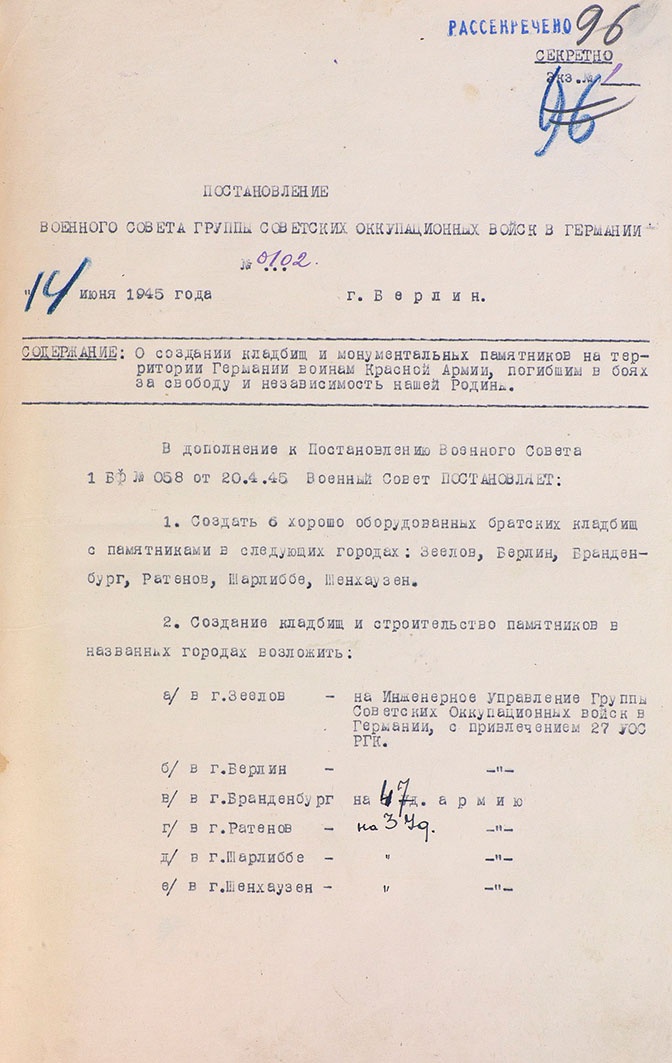 РАССЕКРЕЧЕНО 96
СЕКРЕТНО
Экз.№ 1
96
ПОСТАНОВЛЕНИЕ
ВОЕННОГО СОВЕТА ГРУППЫ СОВЕТСКИХ ОККУПАЦИОННЫХ ВОЙСК В ГЕРМАНИИ
№ 0102.
"14" июня 1945 года г. Б е р л и н.
СОДЕРЖАНИЕ: О создании кладбищ и монументальных памятников на тер-
ритории Германии воинам Красной Армии, погибшим в боях
за свободу и независимость нашей Родины.
В дополнение к Постановлению Военного Совета
1 БФ № 058 от 20.4.45 Военный Совет ПОСТАНОВЛЯЕТ:
1. Создать 6 хорошо оборудованных братских кладбищ
с памятниками в следующих городах: Зеелов, Берлин, Бранден-
бург, Ратенов, Шарлиббе, Шенхаузен.
2. Создание кладбищ и строительство памятников в
названных городах возложить:
а/ в г.Зеелов – на Инженерное Управление Группы
Советских Оккупационных войск в
Германии, с привлечением 27 УОС
РГК.
б/ в г.Берлин – –"–
в/ в г.Бранденburg на 47 а р м и ю
г/ в г.Ратенов – на 3 уд. –"–
д/ в г.Шарлиббе – " –"–
е/ в г.Шенхаузен – " –"–